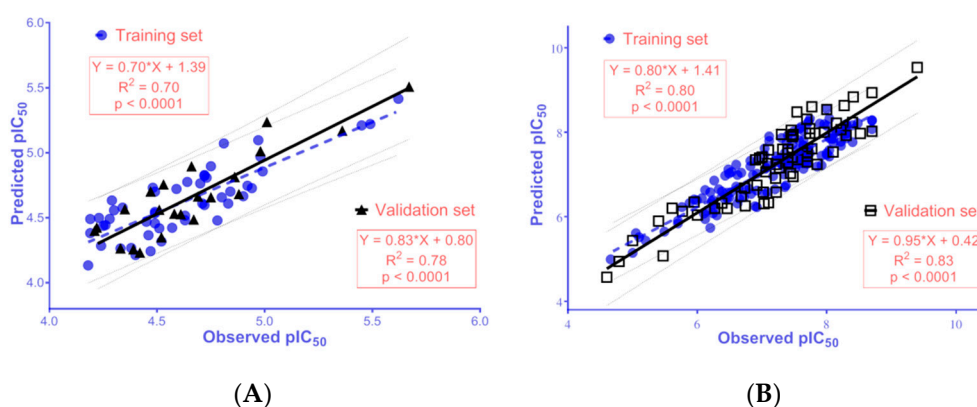 6.0
Training set
Y = 0.70*X + 1.39
R² = 0.70
p < 0.0001
5.5
5.0
4.5
4.0
Predicted pIC₅₀
Validation set
Y = 0.83*X + 0.80
R² = 0.78
p < 0.0001
4.0 4.5 5.0 5.5 6.0
Observed pIC₅₀
(A)
10
Training set
Y = 0.80*X + 1.41
R² = 0.80
p < 0.0001
8
6
4
Predicted pIC₅₀
Validation set
Y = 0.95*X + 0.42
R² = 0.83
p < 0.0001
4 6 8 10
Observed pIC₅₀
(B)